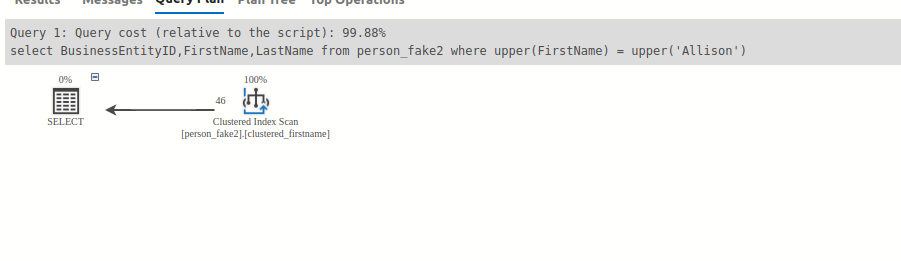 Results Messages Query Plan Plan Tree Top Operations
Query 1: Query cost (relative to the script): 99.88%
select BusinessEntityID,FirstName,LastName from person_fake2 where upper(FirstName) = upper('Allison')
0% 100%
46
SELECT Clustered Index Scan
[person_fake2].[clustered_firstname]